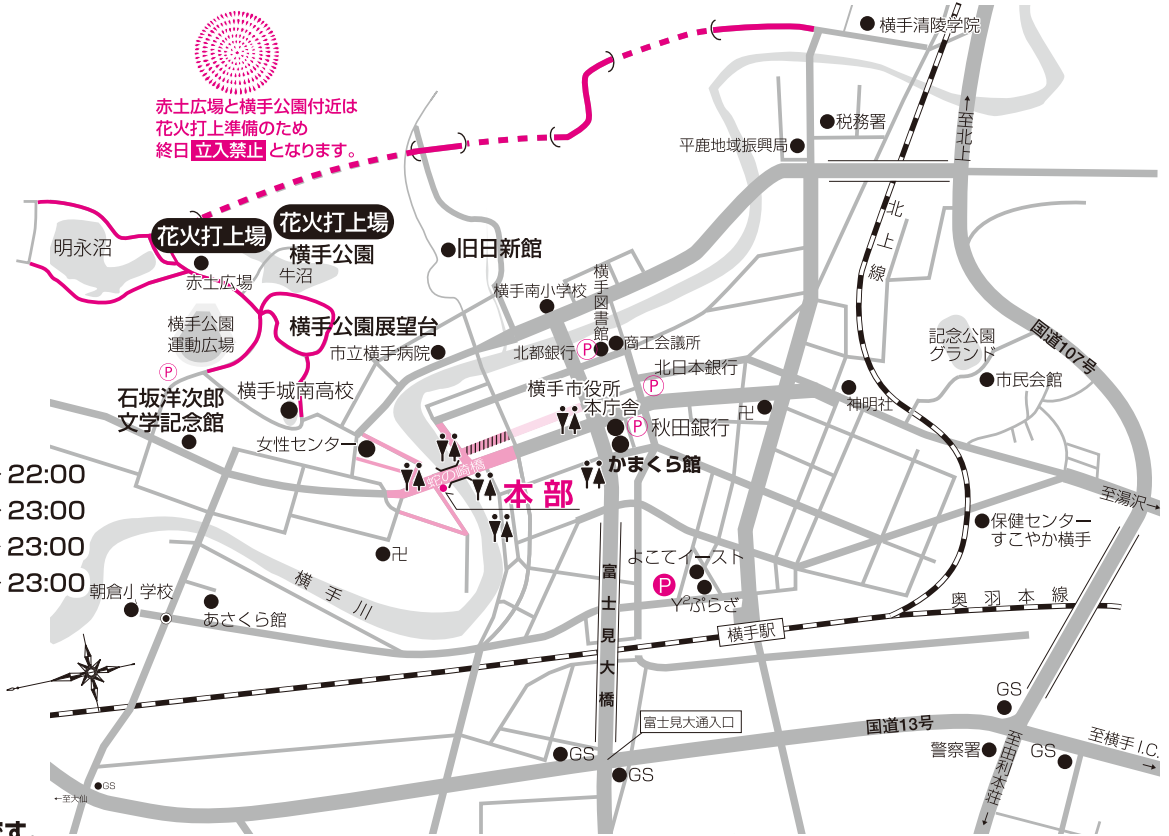 横手清陵学院
赤土広場と横手公園付近は
花火打上準備のため
終日 立入禁止 となります。
税務署
平鹿地域振興局
←至北上
北上線
花火打上場
花火打上場
明永沼
横手公園
牛沼
旧日新館
赤土広場
横手南小学校
横手図書館
横手公園
運動広場
横手公園展望台
市立横手病院
北都銀行
P
商工会議所
記念公園
グランド
国道107号
P
石坂洋次郎
文学記念館
横手城南高校
横手市役所
本庁舎
北日本銀行
P
市民会館
神明社
卍
女性センター
P
秋田銀行
かまくら館
蛇の崎橋
本部
22:00
23:00
23:00
23:00
至湯沢→
保健センター
すこやか横手
卍
横手川
よこてイースト
P
Y²ぷらざ
朝倉小学校
あさくら館
富士見大橋
横手駅
奥羽本線
富士見大通入口
国道13号
GS
GS
GS
警察署
GS
至横手I.C.
→
至由利本荘
←
GS
←至大仙
です。